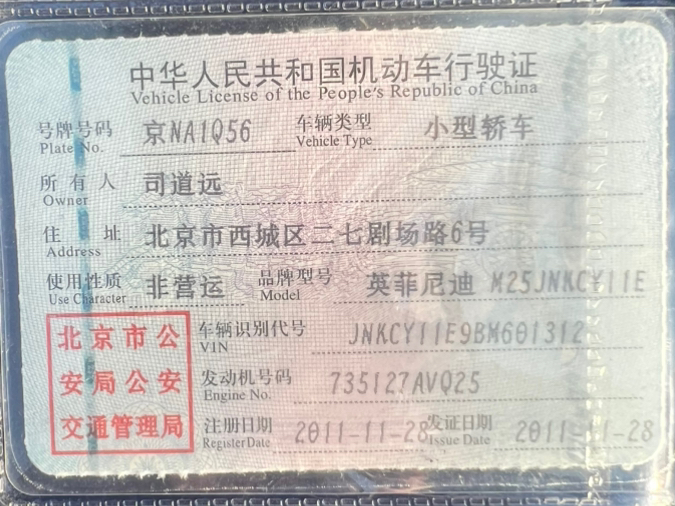 中华人民共和国机动车行驶证
Vehicle License of the People's Republic of China
号牌号码 京NA1Q56 车辆类型 小型轿车
Plate No. Vehicle Type
所有人 司道远
Owner
住址 北京市西城区二七剧场路6号
Address
使用性质 非营运 品牌型号 英菲尼迪 M25JNKCY11E
Use Character Model
北京市公安局公安交通管理局
车辆识别代号 JNKCY11E9BM601312
VIN
发动机号码 735127AVQ25
Engine No.
注册日期 2011-11-28 发证日期 2011-11-28
Register Date Issue Date